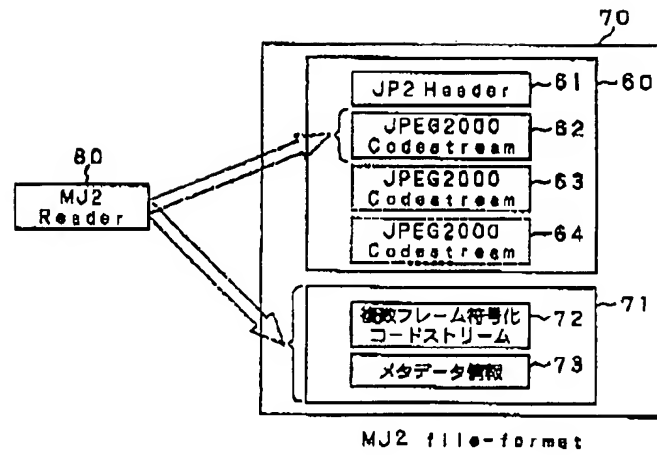 70
60
JP2 Header
61
JPEG2000
Codestream
62
JPEG2000
Codestream
63
JPEG2000
Codestream
64
80
MJ2
Reader
71
複数フレーム符号化
コードストリーム
72
メタデータ情報
73
MJ2 file-format